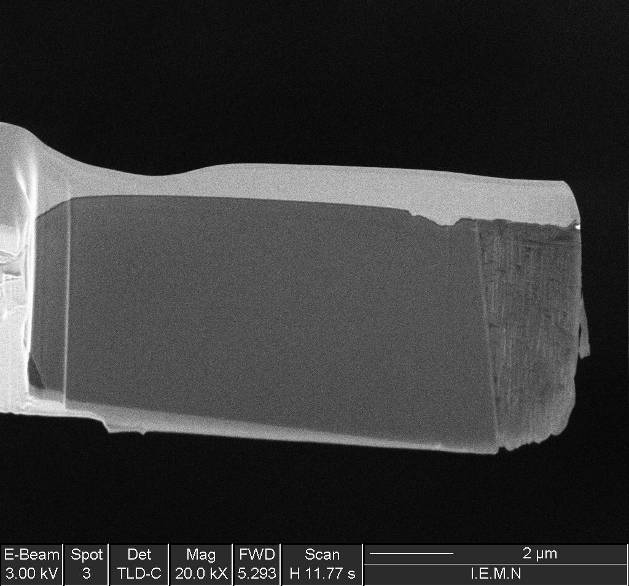 E-Beam Spot Det Mag FWD Scan 2 µm
3.00 kV 3 TLD-C 20.0 kX 5.293 H 11.77 s I.E.M.N